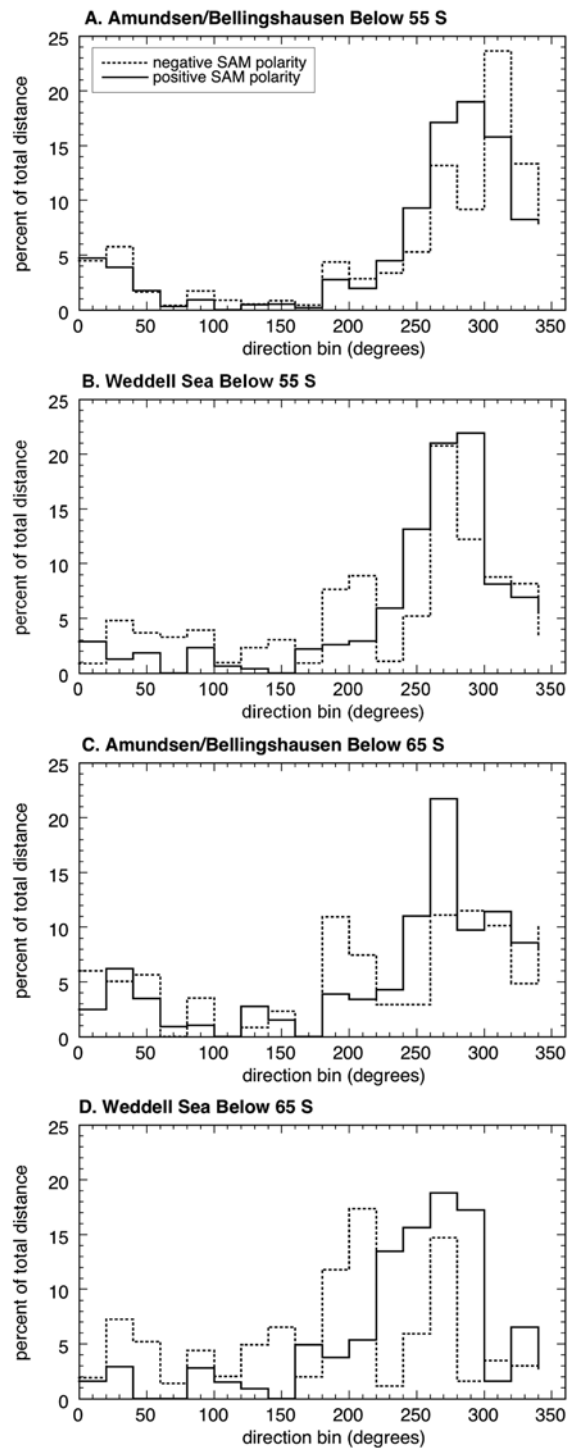 A. Amundsen/Bellingshausen Below 55 S
25
20
15
10
5
0
percent of total distance
negative SAM polarity
positive SAM polarity
0 50 100 150 200 250 300 350
direction bin (degrees)
B. Weddell Sea Below 55 S
25
20
15
10
5
0
percent of total distance
0 50 100 150 200 250 300 350
direction bin (degrees)
C. Amundsen/Bellingshausen Below 65 S
25
20
15
10
5
0
percent of total distance
0 50 100 150 200 250 300 350
direction bin (degrees)
D. Weddell Sea Below 65 S
25
20
15
10
5
0
percent of total distance
0 50 100 150 200 250 300 350
direction bin (degrees)